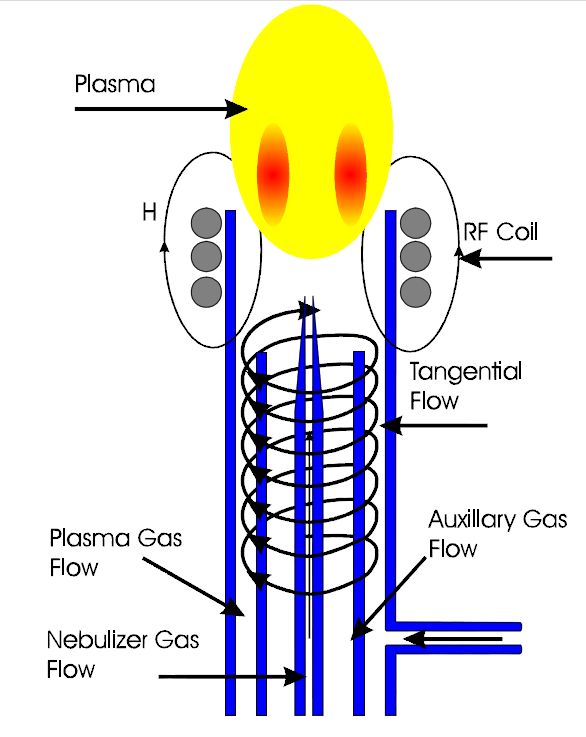 Plasma
H
RF Coil
Tangential
Flow
Auxillary Gas
Flow
Plasma Gas
Flow
Nebulizer Gas
Flow